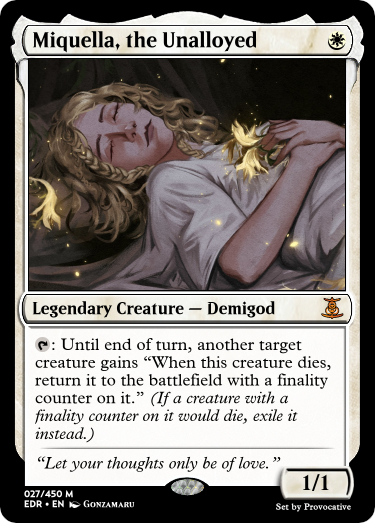 Miquella, the Unalloyed
Legendary Creature — Demigod
: Until end of turn, another target
creature gains “When this creature dies,
return it to the battlefield with a finality
counter on it.” (If a creature with a
finality counter on it would die, exile it
instead.)
“Let your thoughts only be of love.”
1/1
027/450 M
EDR • EN Gonzamaru
Set by Provocative